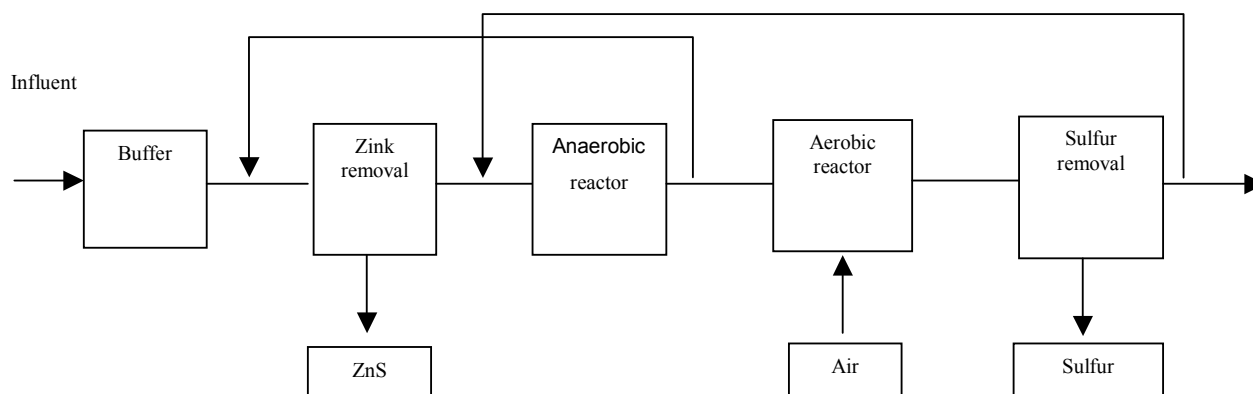 Influent
Buffer
Zink
removal
Anaerobic
reactor
Aerobic
reactor
Sulfur
removal
ZnS
Air
Sulfur